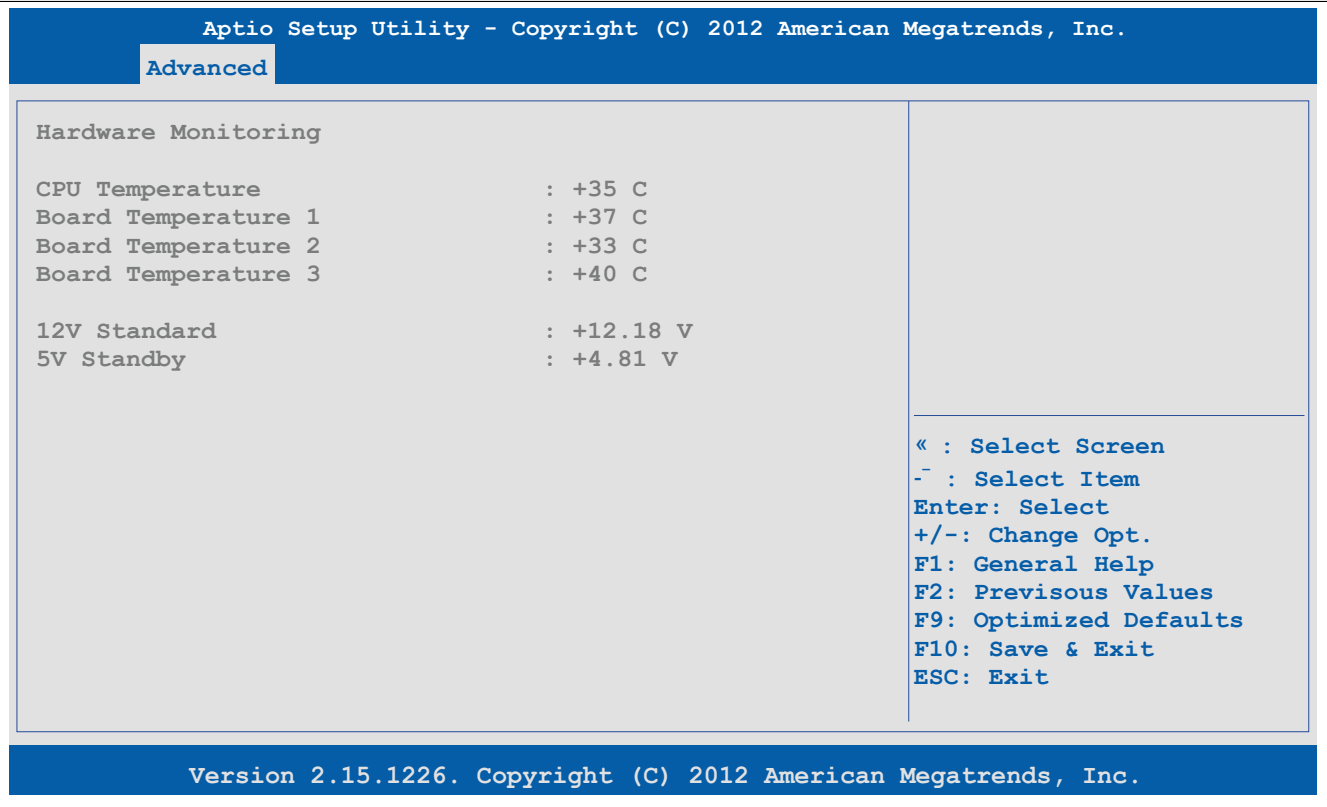 Aptio Setup Utility - Copyright (C) 2012 American Megatrends, Inc.
Advanced
Hardware Monitoring
CPU Temperature : +35 C
Board Temperature 1 : +37 C
Board Temperature 2 : +33 C
Board Temperature 3 : +40 C
12V Standard : +12.18 V
5V Standby : +4.81 V
« : Select Screen
-¯ : Select Item
Enter: Select
+/-: Change Opt.
F1: General Help
F2: Previsous Values
F9: Optimized Defaults
F10: Save & Exit
ESC: Exit
Version 2.15.1226. Copyright (C) 2012 American Megatrends, Inc.